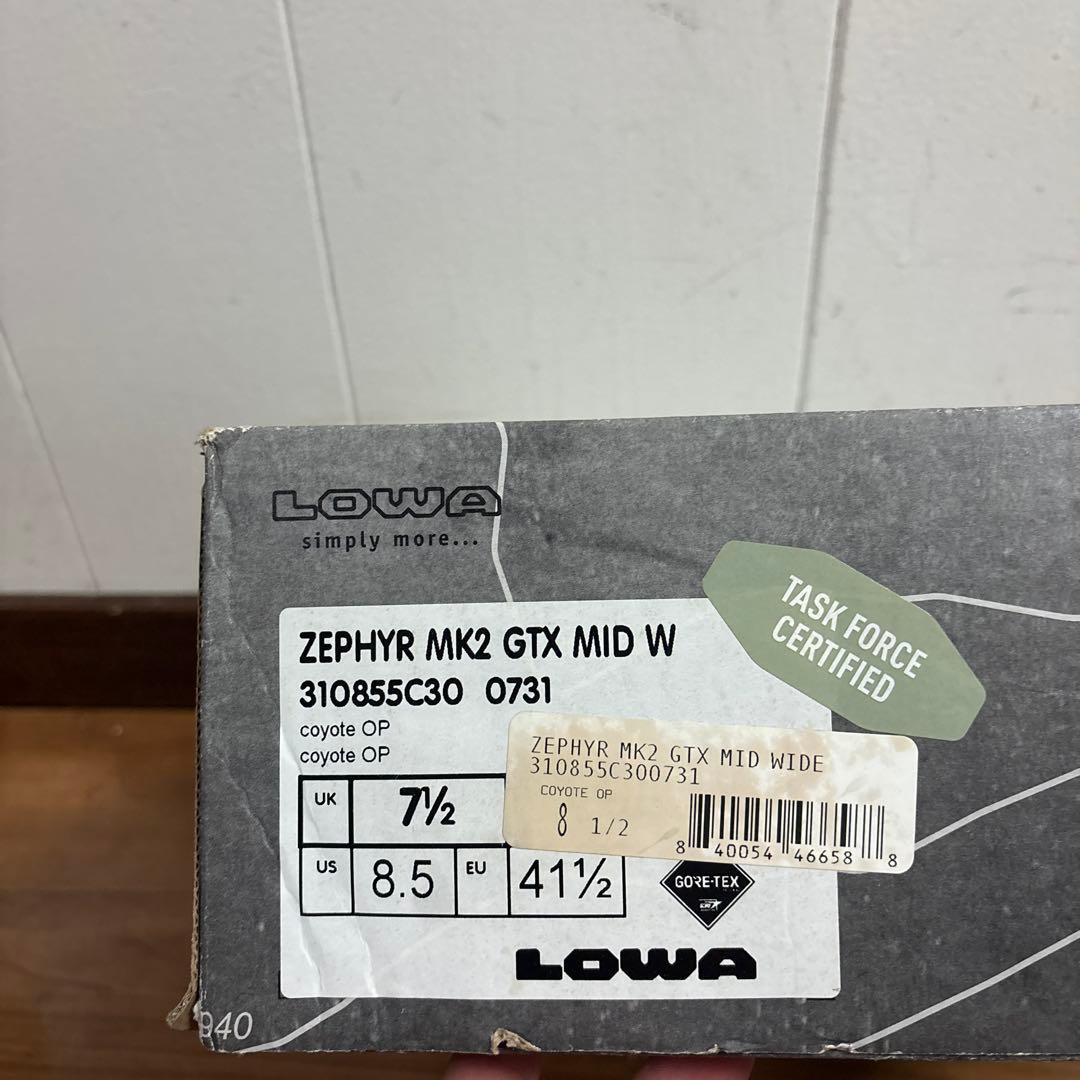 LOWA
simply more...
TASK FORCE
CERTIFIED
ZEPHYR MK2 GTX MID W
310855C30 0731
coyote OP
coyote OP
UK 7½
US 8.5 EU 41½
ZEPHYR MK2 GTX MID WIDE
310855C300731
COYOTE OP
8 1/2
8 40054 46658 8
GORE-TEX
LOWA
940